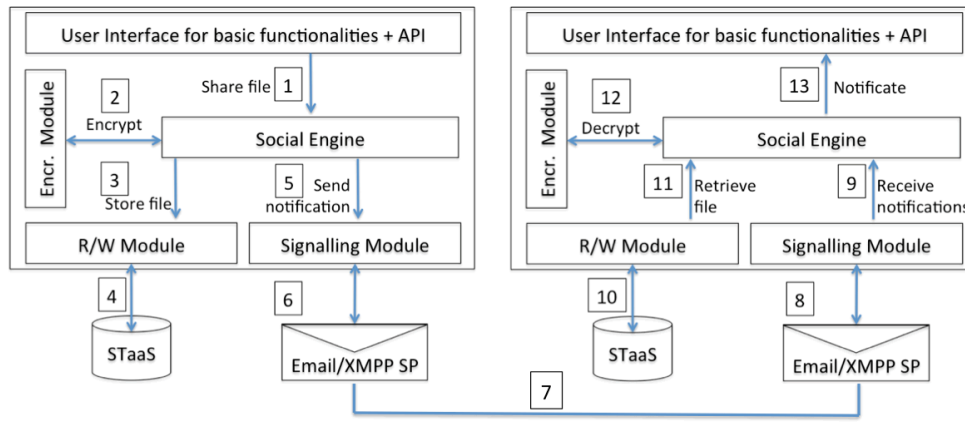 User Interface for basic functionalities + API
Share file
1
2
Encrypt
Encr. Module
Social Engine
3
Store file
5
Send
notification
R/W Module
Signalling Module
4
6
STaaS
Email/XMPP SP
7
User Interface for basic functionalities + API
13
Notificate
12
Decrypt
Encr. Module
Social Engine
11
Retrieve
file
9
Receive
notifications
R/W Module
Signalling Module
10
8
STaaS
Email/XMPP SP